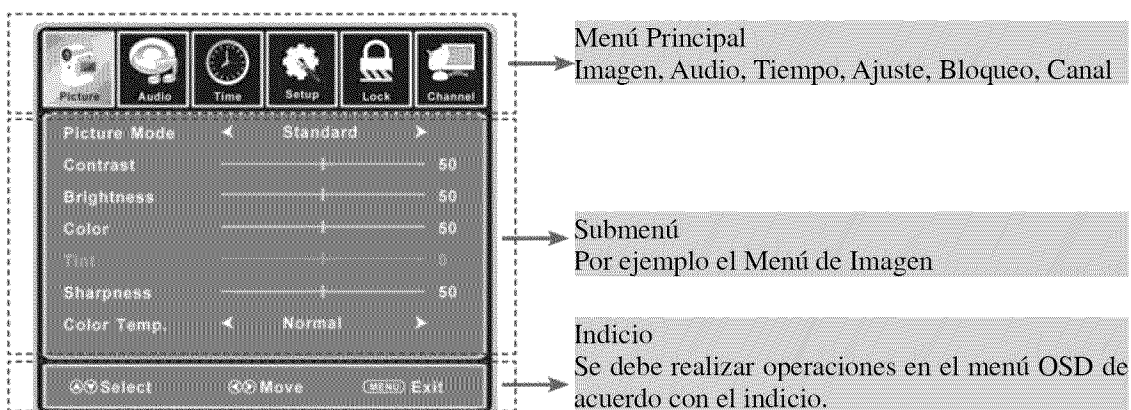 Picture Audio Time Setup Lock Channel
Picture Mode Standard
Contrast 50
Brightness 50
Color 50
Tint 0
Sharpness 50
Color Temp. Normal
Select Move MENU Exit
Menú Principal
Imagen, Audio, Tiempo, Ajuste, Bloqueo, Canal
Submenú
Por ejemplo el Menú de Imagen
Indicio
Se debe realizar operaciones en el menú OSD de
acuerdo con el indicio.